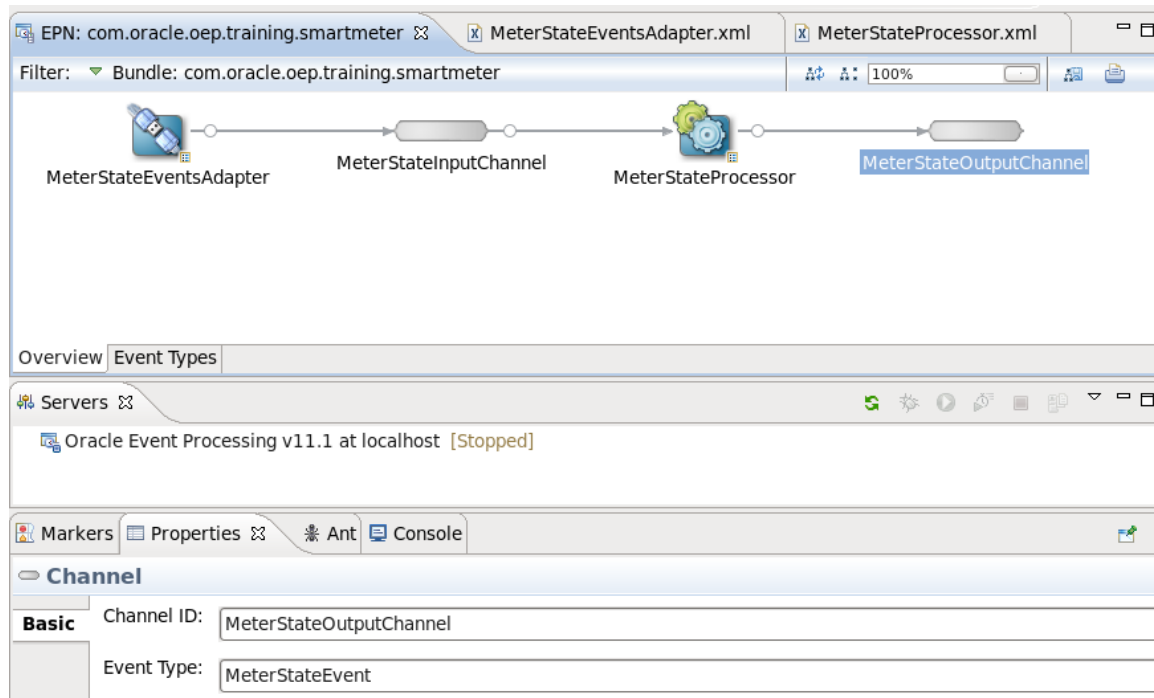 EPN: com.oracle.oep.training.smartmeter MeterStateEventsAdapter.xml MeterStateProcessor.xml
Filter: Bundle: com.oracle.oep.training.smartmeter 100%
MeterStateEventsAdapter MeterStateInputChannel MeterStateProcessor MeterStateOutputChannel
Overview Event Types
Servers
Oracle Event Processing v11.1 at localhost [Stopped]
Markers Properties Ant Console
Channel
Basic Channel ID: MeterStateOutputChannel
Event Type: MeterStateEvent